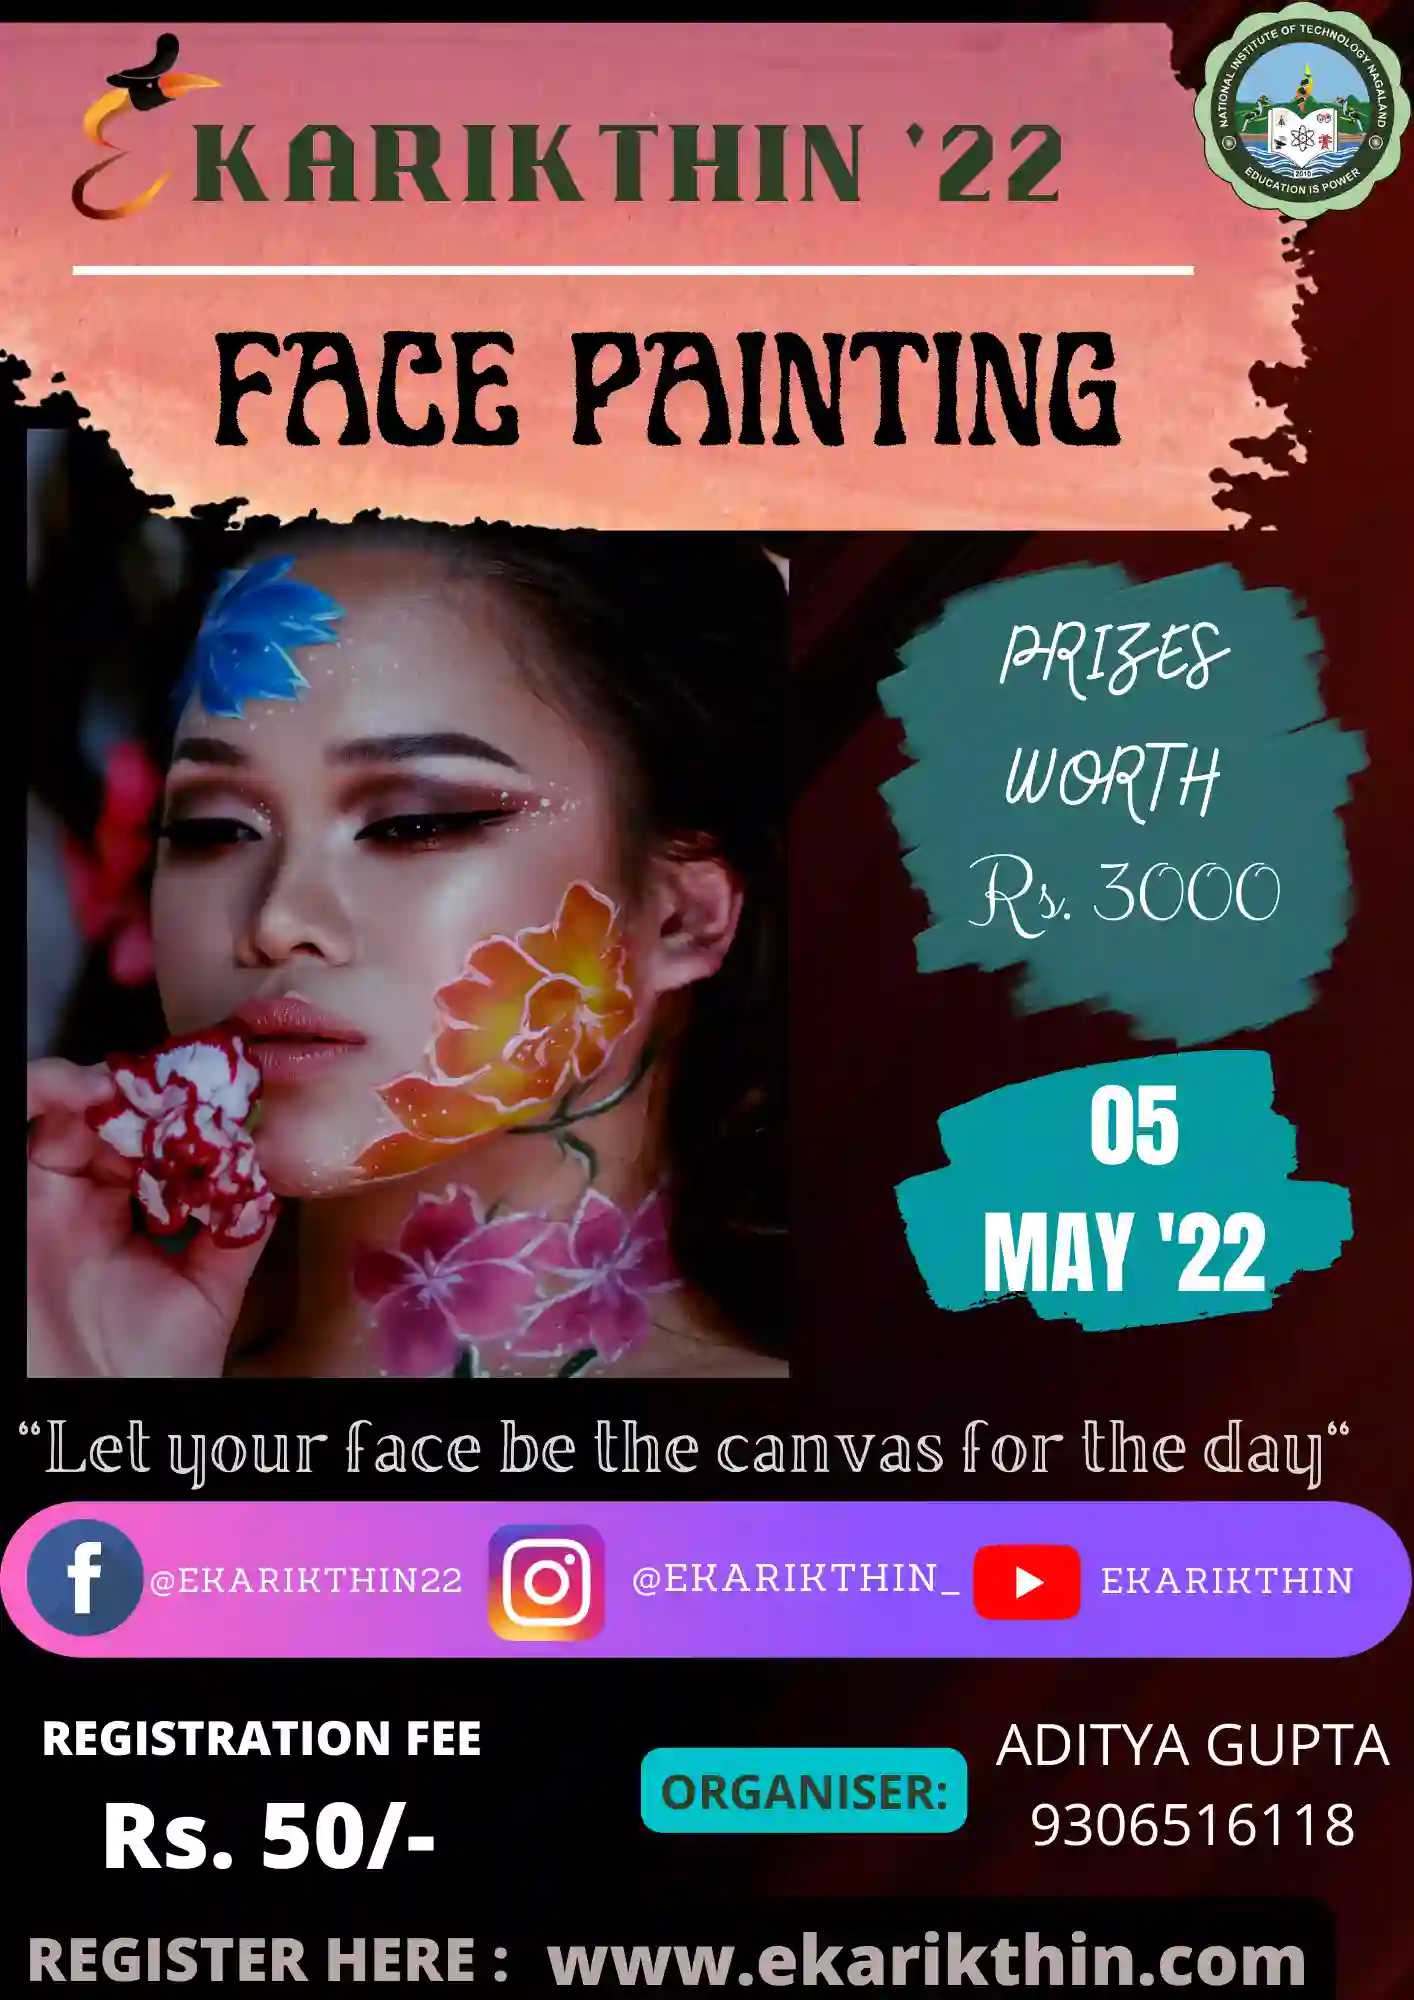 EKARIKTHIN '22
NATIONAL INSTITUTE OF TECHNOLOGY NAGALAND
2010
EDUCATION IS POWER
FACE PAINTING
PRIZES
WORTH
Rs. 3000
05
MAY '22
“Let your face be the canvas for the day“
@EKARIKTHIN22
@EKARIKTHIN_
EKARIKTHIN
REGISTRATION FEE
Rs. 50/-
ORGANISER:
ADITYA GUPTA
9306516118
REGISTER HERE : www.ekarikthin.com